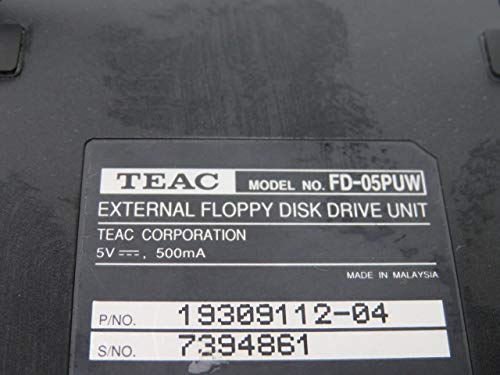 TEAC MODEL NO. FD-05PUW
EXTERNAL FLOPPY DISK DRIVE UNIT
TEAC CORPORATION
5V ⎓, 500mA
MADE IN MALAYSIA
P/NO. 19309112-04
S/NO. 7394861